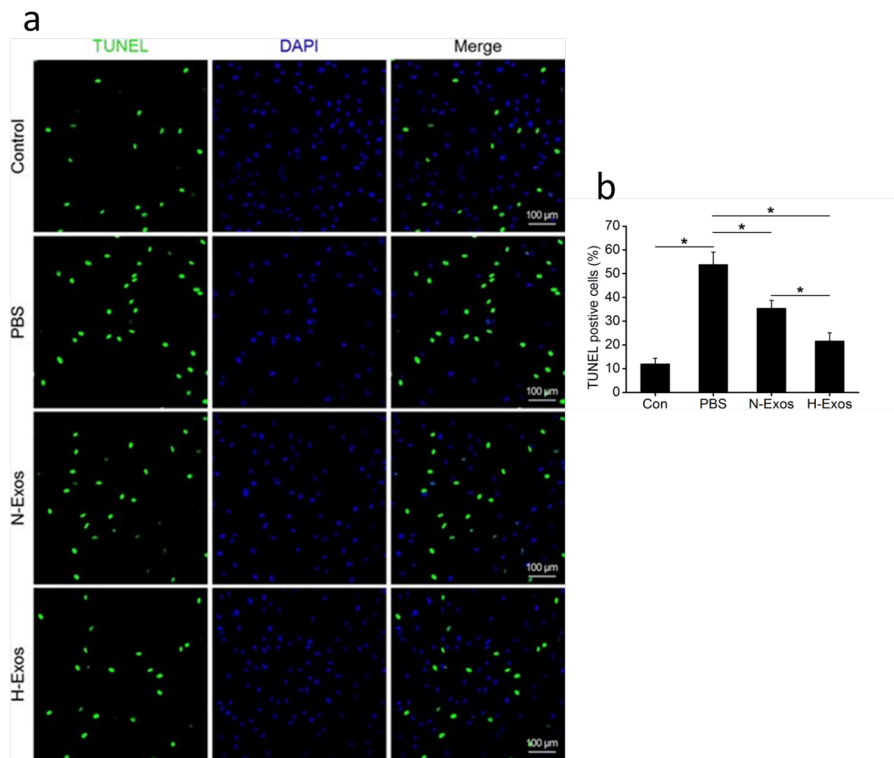 a
TUNEL DAPI Merge
Control
100 µm
PBS
100 µm
N-Exos
100 µm
H-Exos
100 µm
b
TUNEL postive cells (%)
70
60
50
40
30
20
10
0
* * * *
Con PBS N-Exos H-Exos